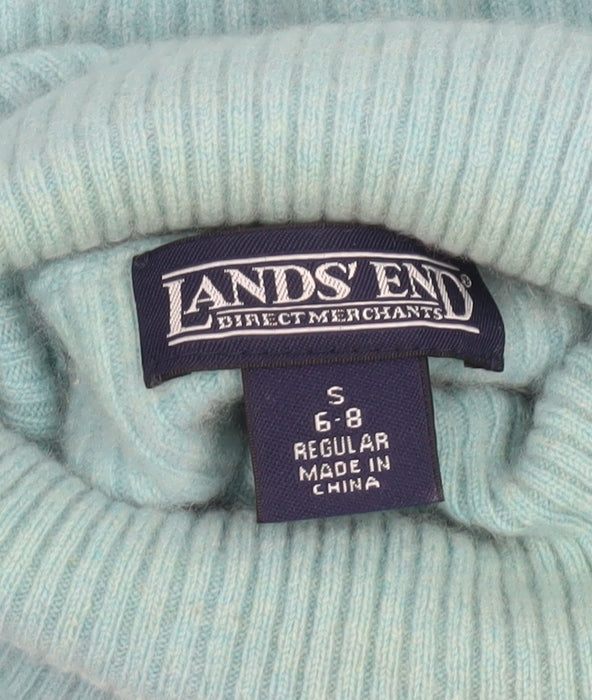 LANDS' END®
DIRECT MERCHANTS
S
6-8
REGULAR
MADE IN
CHINA